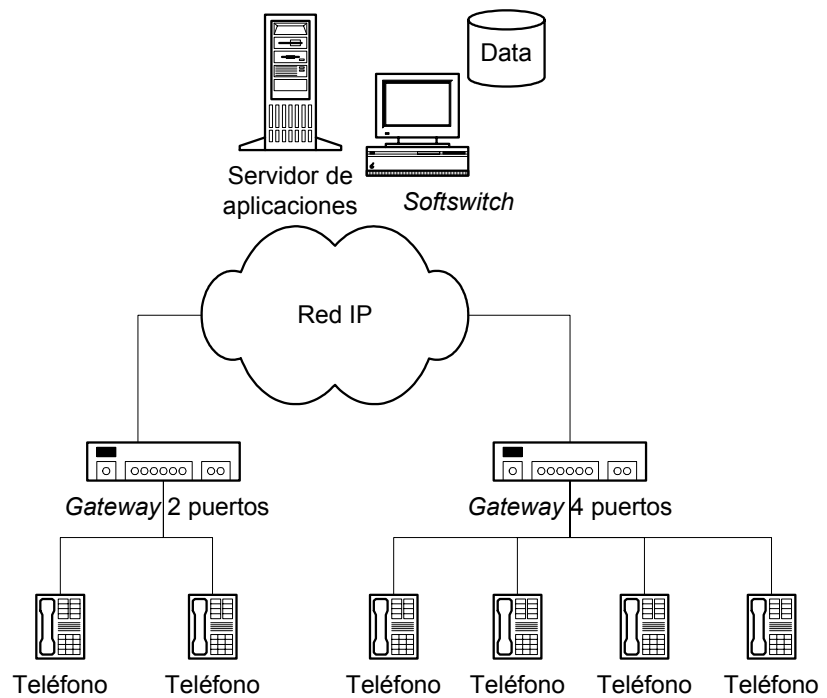 Data
Servidor de
aplicaciones
Softswitch
Red IP
Gateway 2 puertos
Gateway 4 puertos
Teléfono
Teléfono
Teléfono
Teléfono
Teléfono
Teléfono